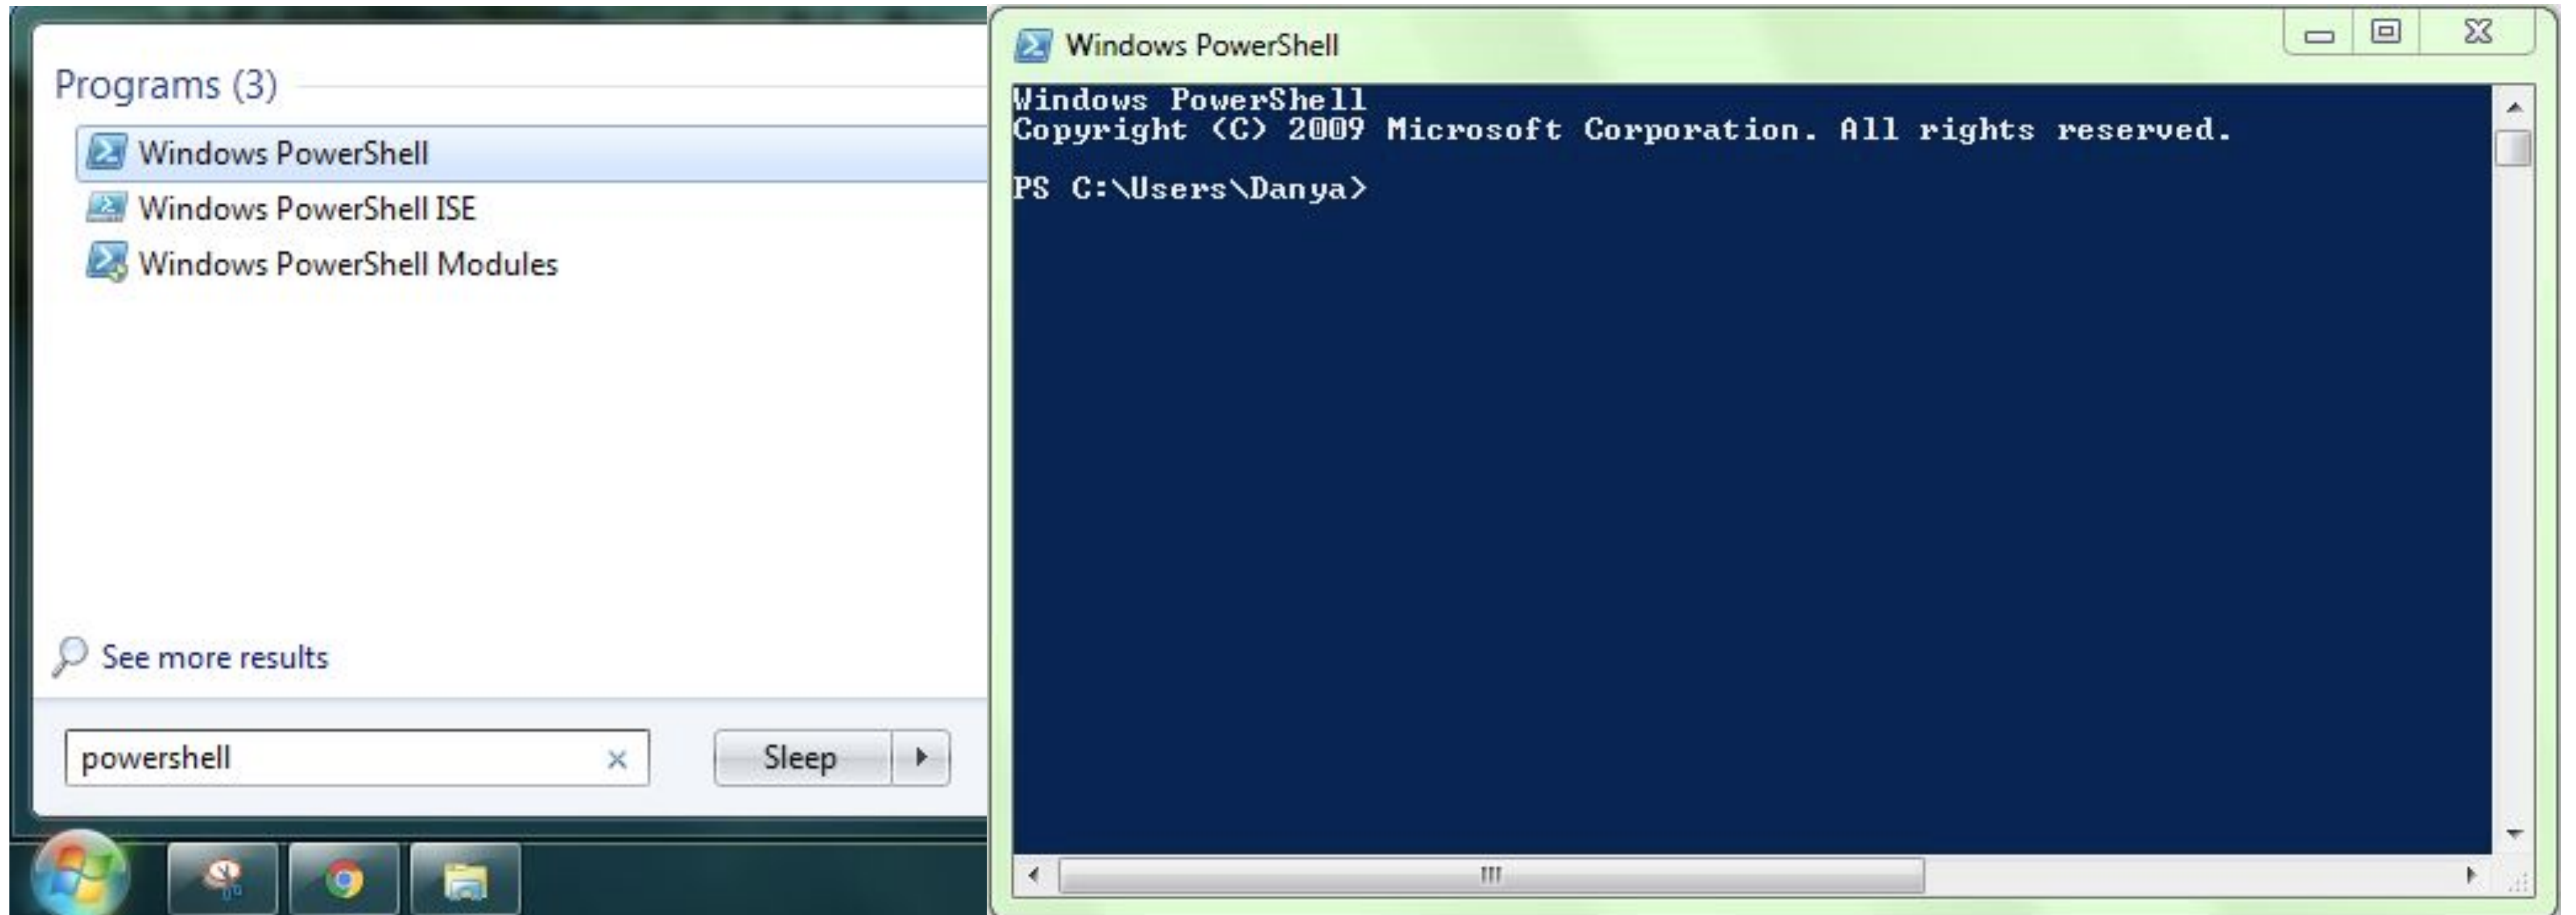 Programs (3)
Windows PowerShell
Windows PowerShell ISE
Windows PowerShell Modules
See more results
powershell
Sleep
Windows PowerShell
Windows PowerShell
Copyright (C) 2009 Microsoft Corporation. All rights reserved.
PS C:\Users\Danya>